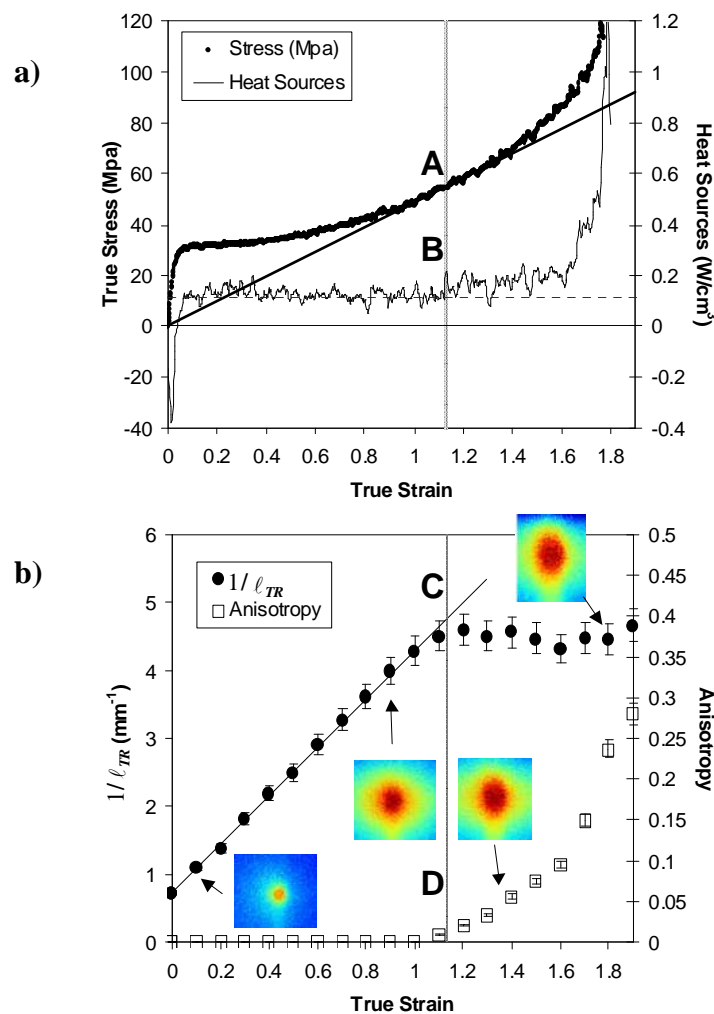 a)
Stress (Mpa)
Heat Sources
True Stress (Mpa)
120
100
80
60
40
20
0
-20
-40
1.2
1
0.8
0.6
0.4
0.2
0
-0.2
-0.4
Heat Sources (W/cm³)
A
B
0 0.2 0.4 0.6 0.8 1 1.2 1.4 1.6 1.8
True Strain
b)
1/ ℓTR
Anisotropy
1/ ℓTR (mm-1)
6
5
4
3
2
1
0
0.5
0.45
0.4
0.35
0.3
0.25
0.2
0.15
0.1
0.05
0
Anisotropy
C
D
0 0.2 0.4 0.6 0.8 1 1.2 1.4 1.6 1.8
True Strain